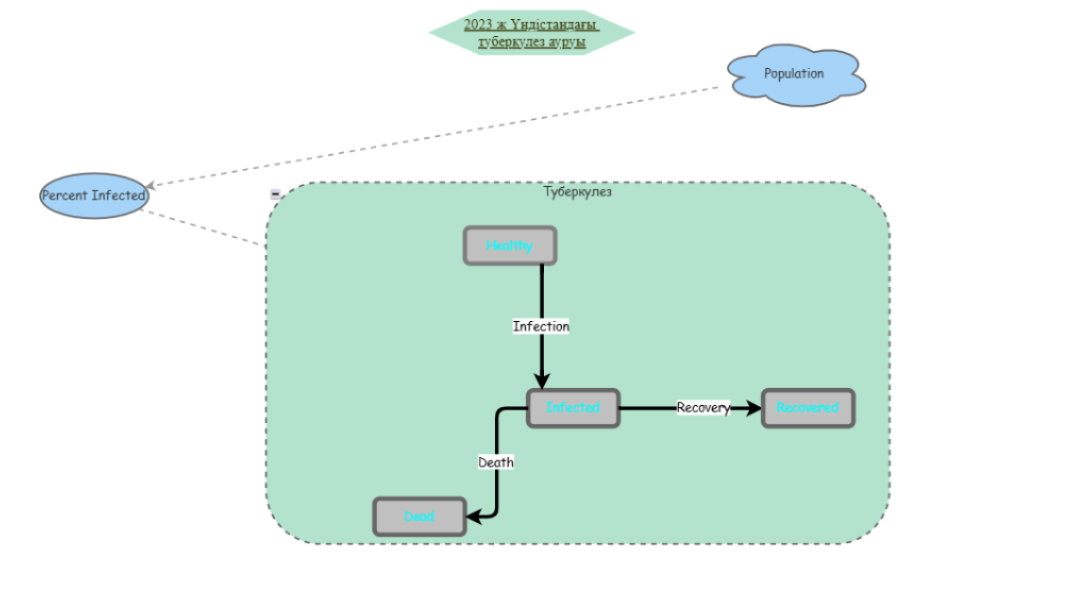 2023 ж Үндістандағы
туберкулез ауруы
Population
Percent Infected
Туберкулез
Healthy
Infection
Infected
Recovery
Recovered
Death
Dead